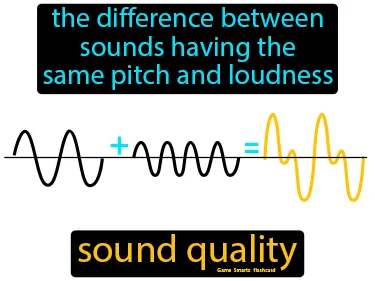 the difference between
sounds having the
same pitch and loudness
+ =
sound quality
Game Smartz flashcard